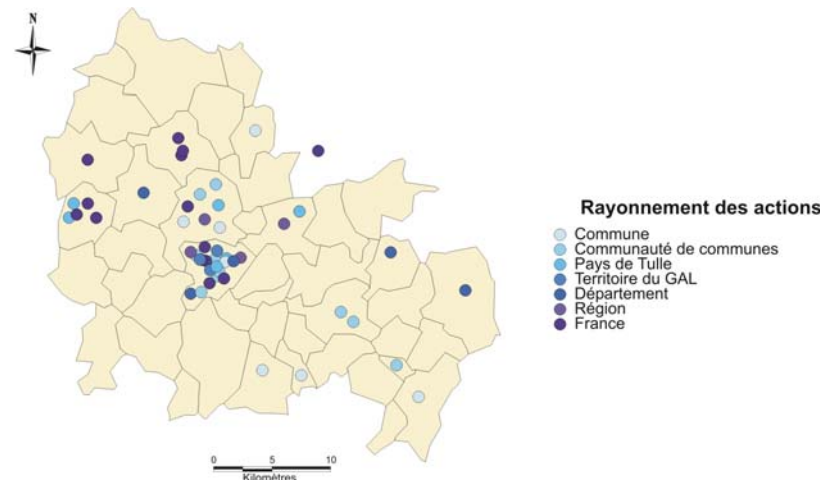 N
Rayonnement des actions
Commune
Communauté de communes
Pays de Tulle
Territoire du GAL
Département
Région
France
0 5 10
Kilomètres